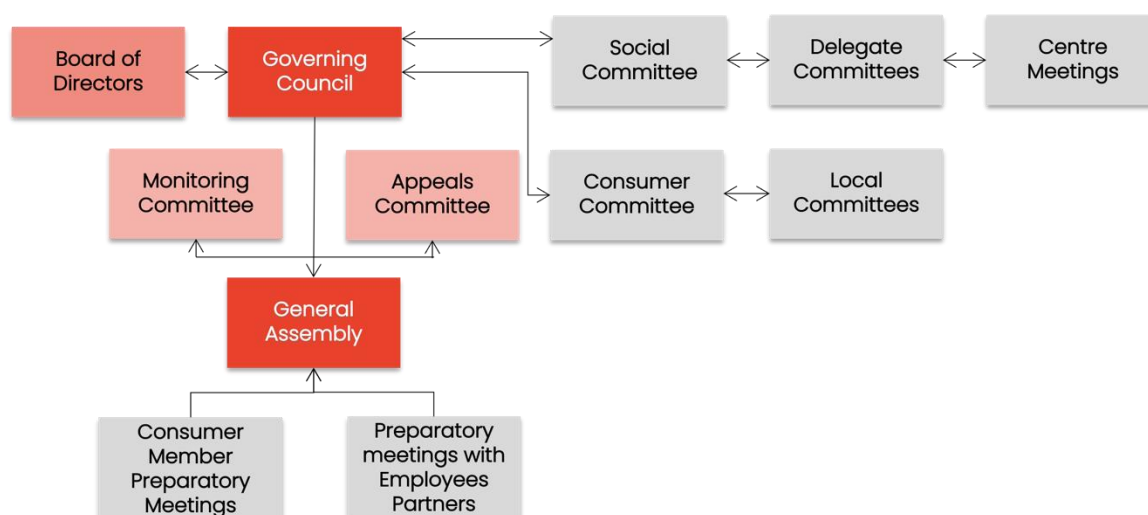 Board of
Directors
Governing
Council
Social
Committee
Delegate
Committees
Centre
Meetings
Monitoring
Committee
Appeals
Committee
Consumer
Committee
Local
Committees
General
Assembly
Consumer
Member
Preparatory
Meetings
Preparatory
meetings with
Employees
Partners